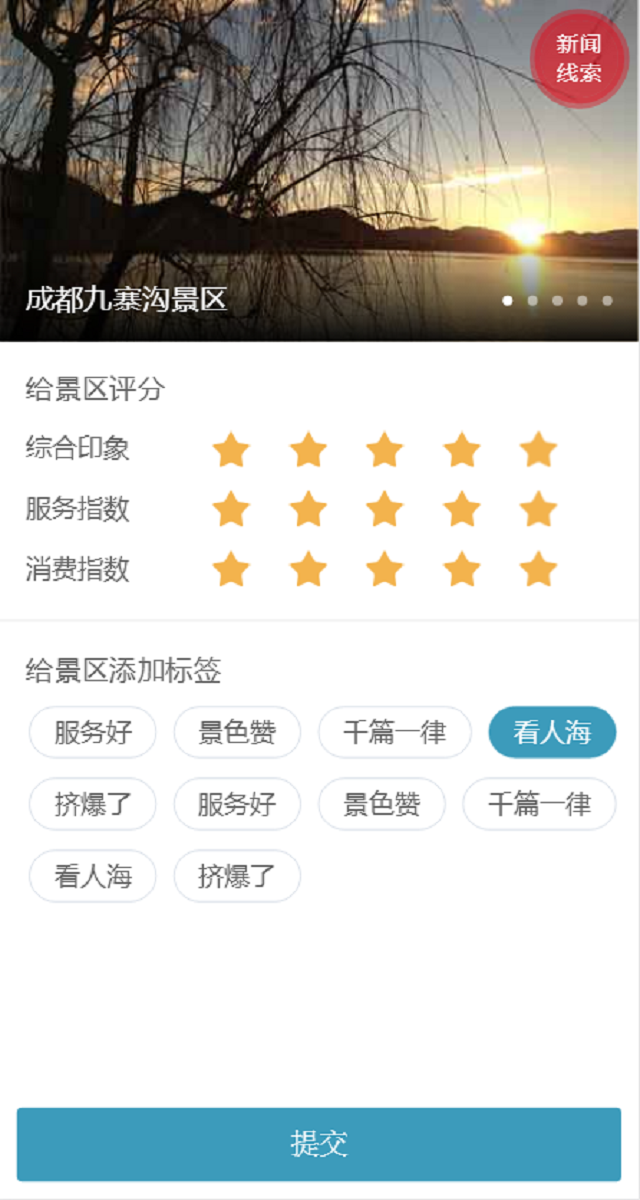 新闻
线索
成都九寨沟景区
给景区评分
综合印象
服务指数
消费指数
给景区添加标签
服务好 景色赞 千篇一律 看人海
挤爆了 服务好 景色赞 千篇一律
看人海 挤爆了
提交